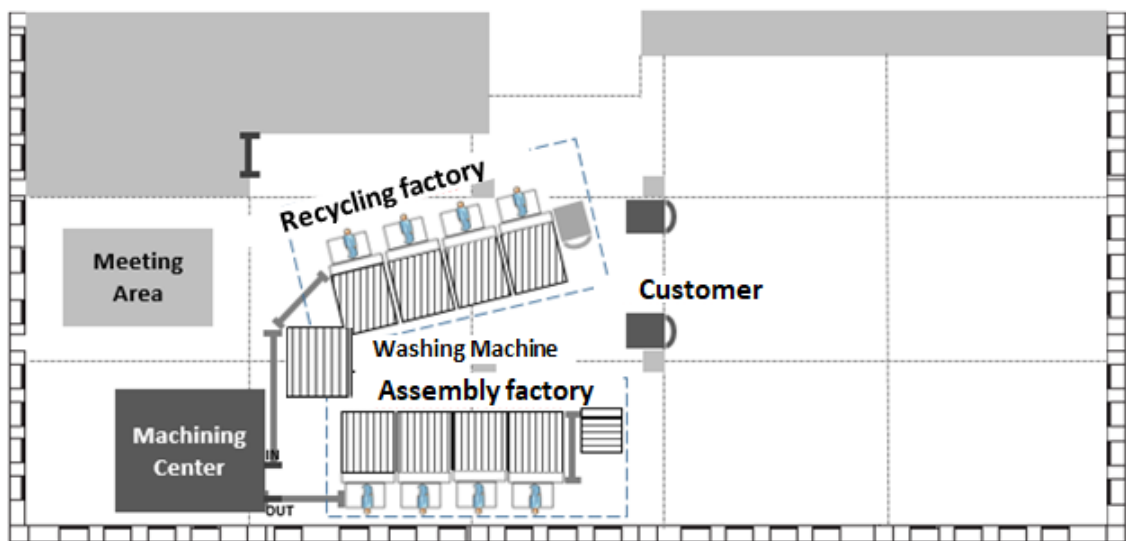 Recycling factory
Meeting
Area
Customer
Washing Machine
Assembly factory
Machining
Center
IN
OUT